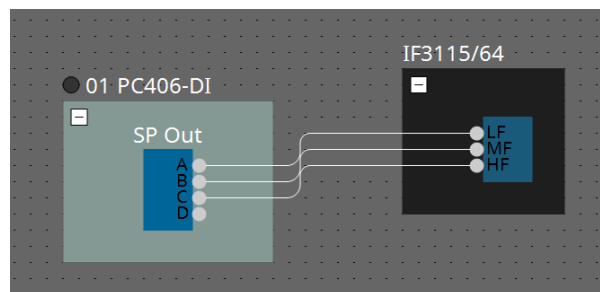 IF3115/64
01 PC406-DI
SP Out
A
B
C
D
LF
MF
HF